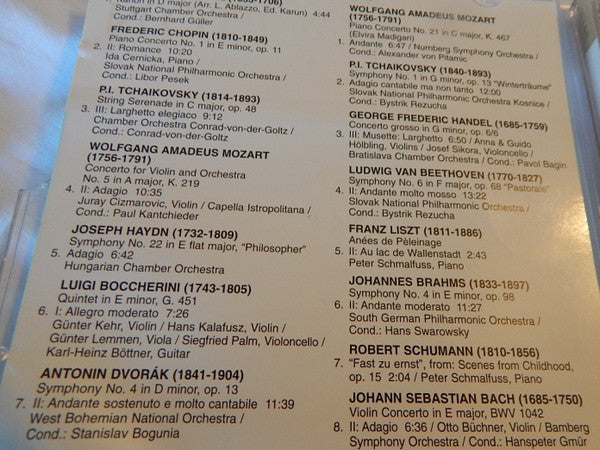 Kanon in D major (Arr. L. Ablazzo, Ed. Karun) 4:44
Stuttgart Chamber Orchestra /
Cond.: Bernhard Güller
FREDERIC CHOPIN (1810-1849)
Piano Concerto No. 1 in E minor, op. 11
2. II: Romance 10:20
Ida Cernicka, Piano /
Slovak National Philharmonic Orchestra /
Cond.: Libor Pesek
P.I. TCHAIKOVSKY (1814-1893)
String Serenade in C major, op. 48
3. III: Larghetto elegiaco 9:12
Chamber Orchestra Conrad-von-der-Goltz /
Cond.: Conrad-von-der-Goltz
WOLFGANG AMADEUS MOZART
(1756-1791)
Concerto for Violin and Orchestra
No. 5 in A major, K. 219
4. II: Adagio 10:35
Juray Cizmarovic, Violin / Capella Istropolitana /
Cond.: Paul Kantchieder
JOSEPH HAYDN (1732-1809)
Symphony No. 22 in E flat major, "Philosopher"
5. Adagio 6:42
Hungarian Chamber Orchestra
LUIGI BOCCHERINI (1743-1805)
Quintet in E minor, G. 451
6. I: Allegro moderato 7:26
Günter Kehr, Violin / Hans Kalafusz, Violin /
Günter Lemmen, Viola / Siegfried Palm, Violoncello /
Karl-Heinz Böttner, Guitar
ANTONIN DVORÁK (1841-1904)
Symphony No. 4 in D minor, op. 13
7. II: Andante sostenuto e molto cantabile 11:39
West Bohemian National Orchestra /
Cond.: Stanislav Bogunia
WOLFGANG AMADEUS MOZART
(1756-1791)
Piano Concerto No. 21 in C major, K. 467
(Elvira Madigan)
1. Andante 6:47 / Nurnberg Symphony Orchestra /
Cond.: Alexander von Pitamic
P.I. TCHAIKOVSKY (1840-1893)
Symphony No. 1 in G minor, op. 13 "Winterträume"
2. Adagio cantabile ma non tanto 12:00
Slovak National Philharmonic Orchestra Kosnice /
Cond.: Bystrik Rezucha
GEORGE FREDERIC HANDEL (1685-1759)
Concerto grosso in G minor, op. 6/6
3. III: Musette: Larghetto 6:50 / Anna & Guido
Hölbling, Violins / Josef Sikora, Violoncello /
Bratislava Chamber Orchestra / Cond.: Pavol Bagin
LUDWIG VAN BEETHOVEN (1770-1827)
Symphony No. 6 in F major, op. 68 "Pastorale"
4. II: Andante molto mosso 13:22
Slovak National Philharmonic Orchestra /
Cond.: Bystrik Rezucha
FRANZ LISZT (1811-1886)
Anées de Pèleinage
5. II: Au lac de Wallenstadt 2:43
Peter Schmalfuss, Piano
JOHANNES BRAHMS (1833-1897)
Symphony No. 4 in E minor, op. 98
6. II: Andante moderato 11:27
South German Philharmonic Orchestra /
Cond.: Hans Swarowsky
ROBERT SCHUMANN (1810-1856)
7. "Fast zu ernst", from: Scenes from Childhood,
op. 15 2:04 / Peter Schmalfuss, Piano
JOHANN SEBASTIAN BACH (1685-1750)
Violin Concerto in E major, BWV 1042
8. II: Adagio 6:36 / Otto Büchner, Violin / Bamberg
Symphony Orchestra / Cond.: Hanspeter Gmür